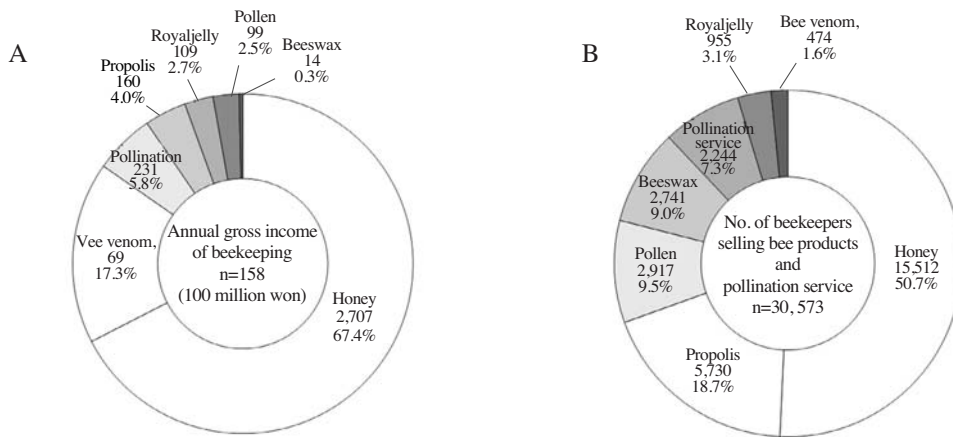 A
Pollen
99
2.5%
Royaljelly
109
2.7%
Beeswax
14
0.3%
Propolis
160
4.0%
Pollination
231
5.8%
Vee venom,
69
17.3%
Annual gross income
of beekeeping
n=158
(100 million won)
Honey
2,707
67.4%
B
Royaljelly
955
3.1%
Bee venom,
474
1.6%
Pollination
service
2,244
7.3%
Beeswax
2,741
9.0%
Pollen
2,917
9.5%
Propolis
5,730
18.7%
No. of beekeepers
selling bee products
and
pollination service
n=30, 573
Honey
15,512
50.7%